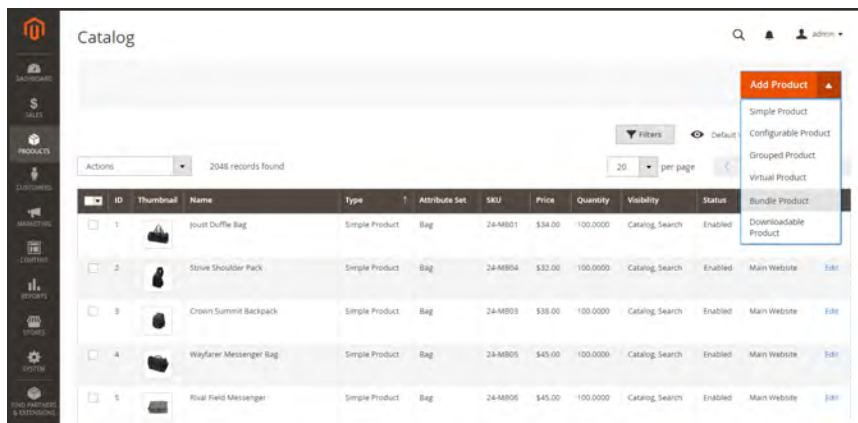 Catalog
admin
DASHBOARD
Add Product
$
SALES
Simple Product
Filters
Default
Configurable Product
PRODUCTS
Grouped Product
Actions
2048 records found
20
per page
Virtual Product
CUSTOMERS
ID Thumbnail Name Type ↑ Attribute Set SKU Price Quantity Visibility Status
Bundle Product
MARKETING
1 Joust Duffle Bag Simple Product Bag 24-MB01 $34.00 100.0000 Catalog, Search Enabled
Downloadable
Product
CONTENT
2 Strive Shoulder Pack Simple Product Bag 24-MB04 $32.00 100.0000 Catalog, Search Enabled Main Website Edit
REPORTS
3 Crown Summit Backpack Simple Product Bag 24-MB03 $38.00 100.0000 Catalog, Search Enabled Main Website Edit
STORES
4 Wayfarer Messenger Bag Simple Product Bag 24-MB05 $45.00 100.0000 Catalog, Search Enabled Main Website Edit
SYSTEM
5 Rival Field Messenger Simple Product Bag 24-MB06 $45.00 100.0000 Catalog, Search Enabled Main Website Edit
FIND PARTNERS
& EXTENSIONS